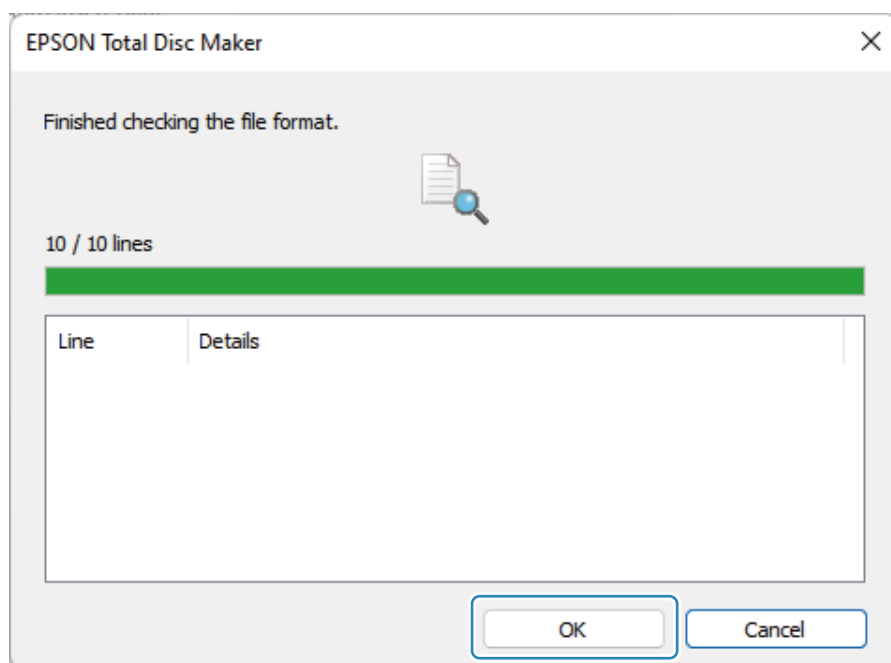 EPSON Total Disc Maker
Finished checking the file format.
10 / 10 lines
Line Details
OK Cancel